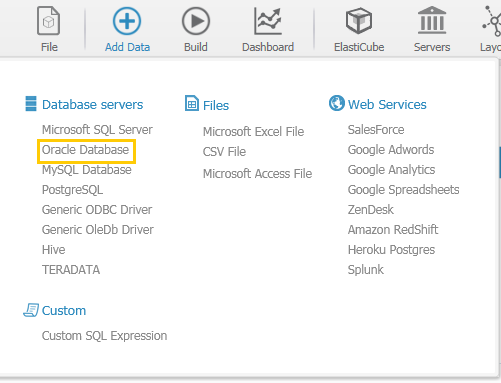 File
Add Data
Build
Dashboard
ElastiCube
Servers
Database servers
Microsoft SQL Server
Oracle Database
MySQL Database
PostgreSQL
Generic ODBC Driver
Generic OleDb Driver
Hive
TERADATA
Files
Microsoft Excel File
CSV File
Microsoft Access File
Web Services
SalesForce
Google Adwords
Google Analytics
Google Spreadsheets
ZenDesk
Amazon RedShift
Heroku Postgres
Splunk
Custom
Custom SQL Expression